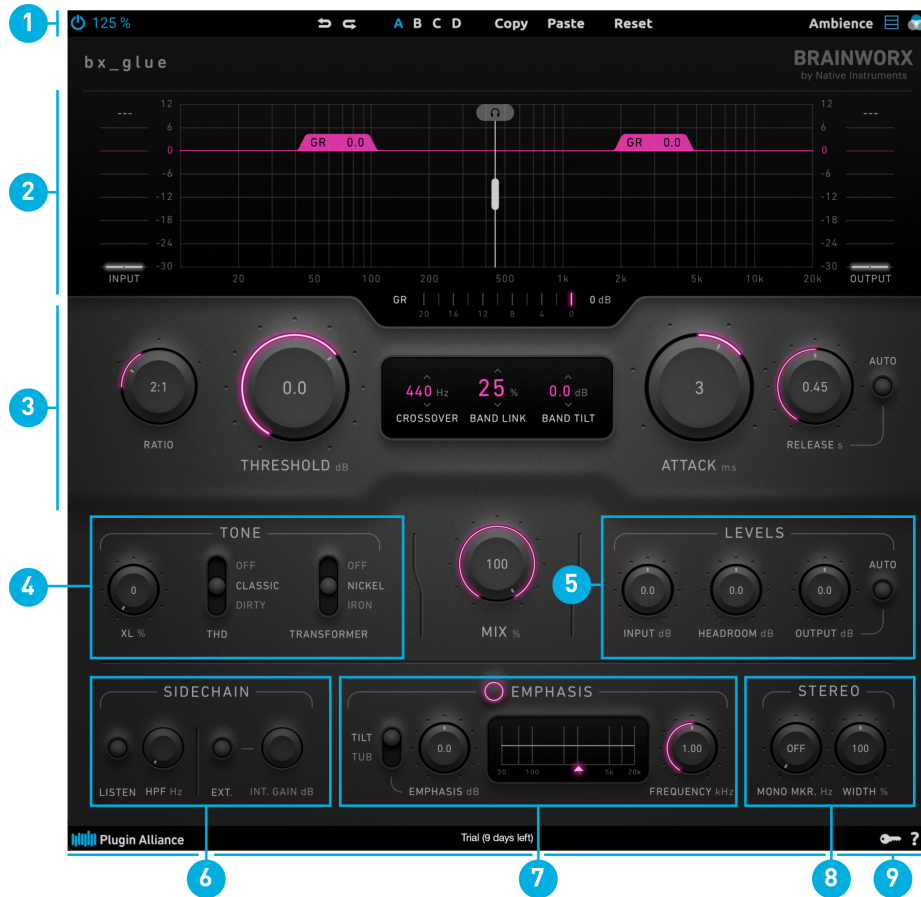 1
125 %
A B C D
Copy Paste Reset
Ambience
bx_glue
BRAINWORX
by Native Instruments
2
12
6
0
-6
-12
-18
-24
-30
---
INPUT
GR 0.0
GR 0.0
12
6
0
-6
-12
-18
-24
-30
---
OUTPUT
20 50 100 200 500 1k 2k 5k 10k 20k
GR
20 16 12 8 4 0
0 dB
3
2:1
RATIO
0.0
THRESHOLD dB
440 Hz 25 % 0.0 dB
CROSSOVER BAND LINK BAND TILT
3
ATTACK ms
0.45
RELEASE s
AUTO
4
TONE
0
XL %
OFF
CLASSIC
DIRTY
THD
OFF
NICKEL
IRON
TRANSFORMER
100
MIX %
5
LEVELS
0.0 0.0 0.0
INPUT dB HEADROOM dB OUTPUT dB
AUTO
SIDECHAIN
LISTEN HPF Hz EXT. INT. GAIN dB
EMPHASIS
TILT
TUB
0.0
EMPHASIS dB
20 100 5k 20k
1.00
FREQUENCY kHz
STEREO
OFF 100
MONO MKR. Hz WIDTH %
Plugin Alliance
Trial (9 days left)
?
6 7 8 9